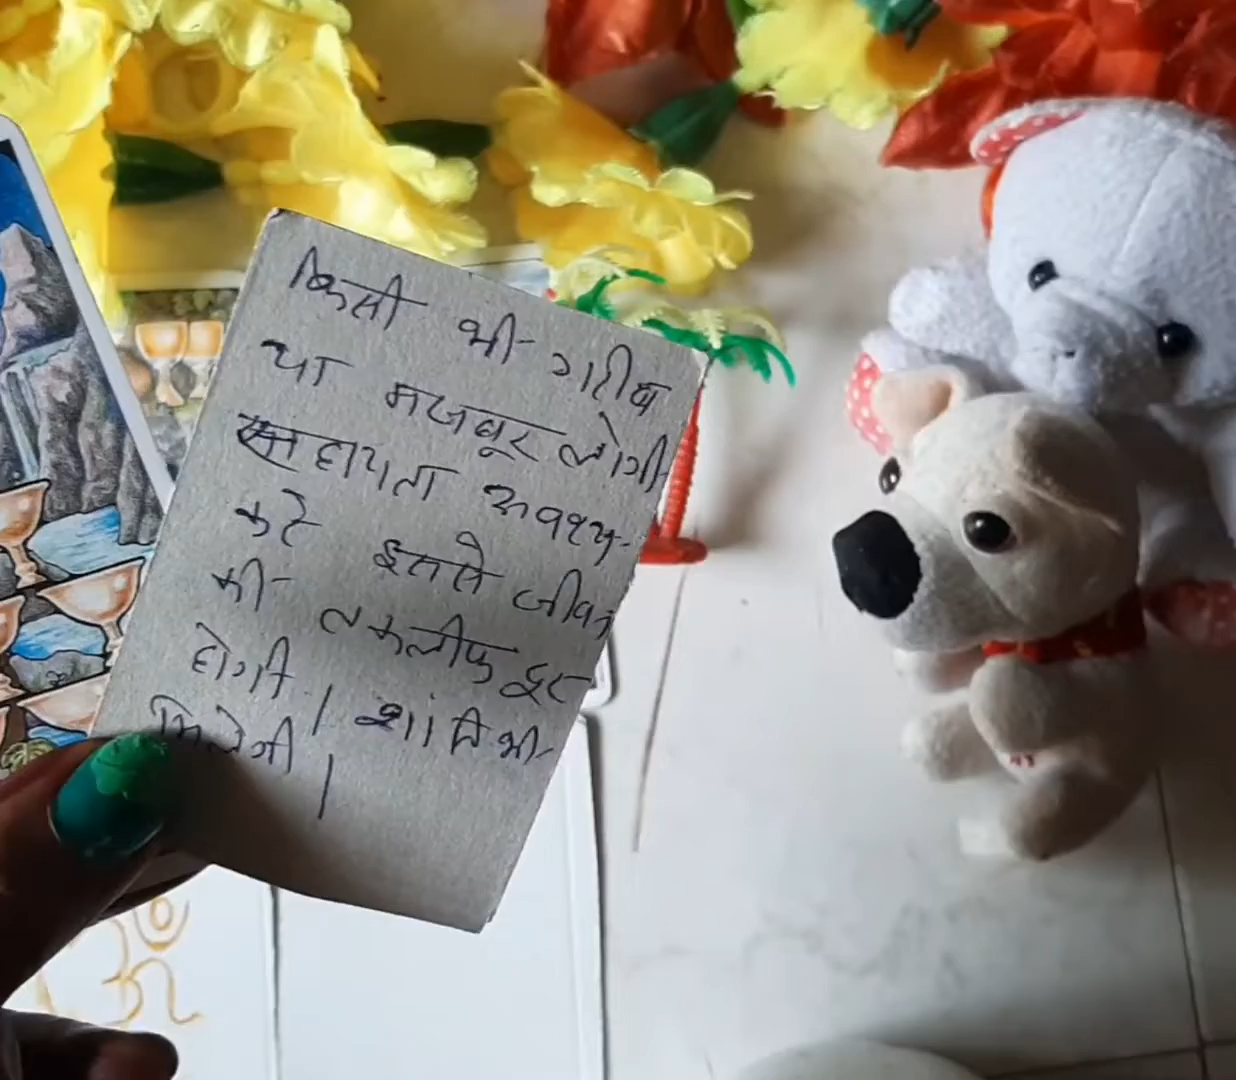 किसी भी गरीब
या मजबूर लोगो
सहायता अवश्य
करे इससे जीवन
की तकलीफ दूर
होगी । शांति भी
मिलेगी ।